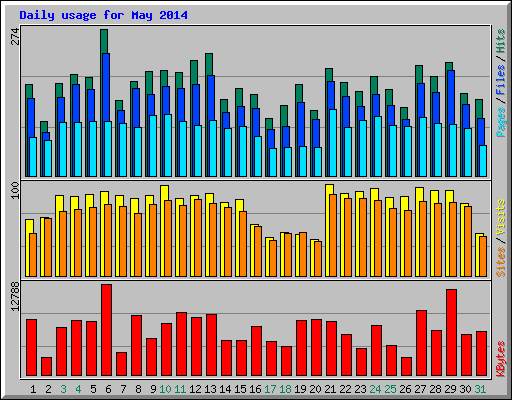 Daily usage for May 2014
274
Pages / Files / Hits
100
Sites / Visits
12788
KBytes
1 2 3 4 5 6 7 8 9 10 11 12 13 14 15 16 17 18 19 20 21 22 23 24 25 26 27 28 29 30 31